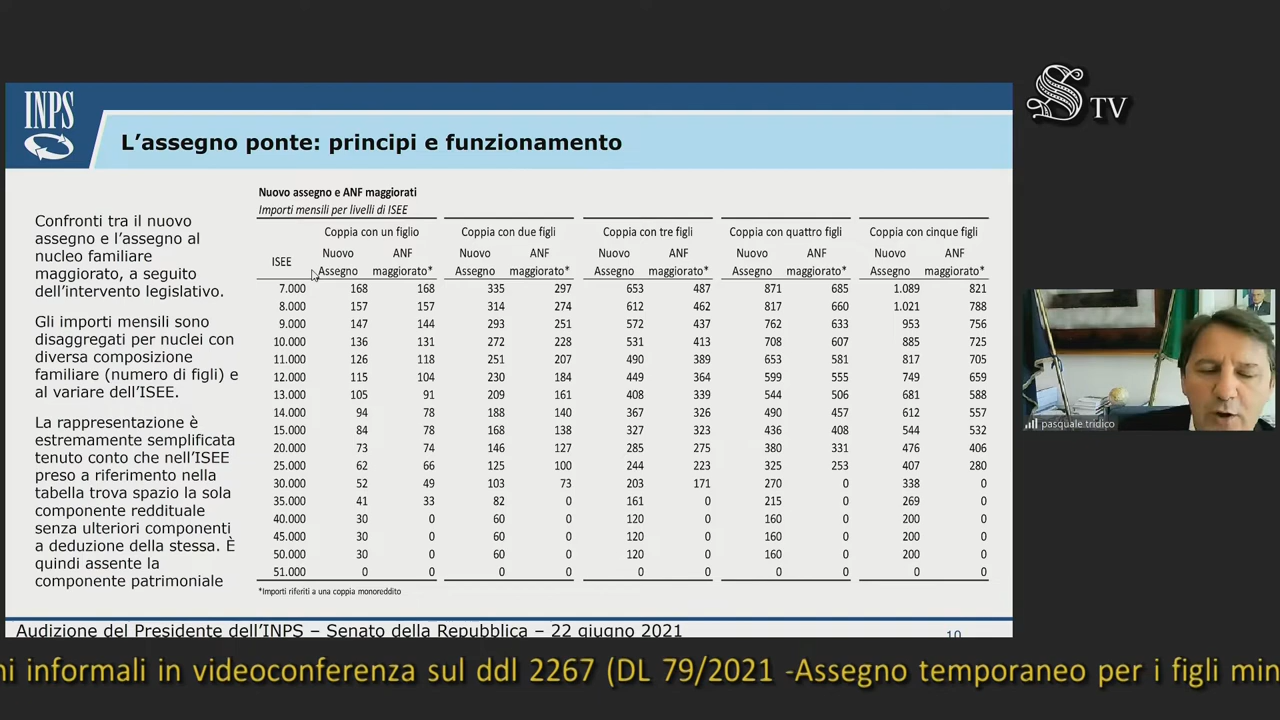 INPS
L'assegno ponte: principi e funzionamento
S TV
Confronti tra il nuovo
assegno e l'assegno al
nucleo familiare
maggiorato, a seguito
dell'intervento legislativo.
Gli importi mensili sono
disaggregati per nuclei con
diversa composizione
familiare (numero di figli) e
al variare dell'ISEE.
La rappresentazione è
estremamente semplificata
tenuto conto che nell'ISEE
preso a riferimento nella
tabella trova spazio la sola
componente reddituale
senza ulteriori componenti
a deduzione della stessa. È
quindi assente la
componente patrimoniale
Nuovo assegno e ANF maggiorati
Importi mensili per livelli di ISEE
Coppia con un figlio Coppia con due figli Coppia con tre figli Coppia con quattro figli Coppia con cinque figli
ISEE Nuovo Assegno ANF maggiorato* Nuovo Assegno ANF maggiorato* Nuovo Assegno ANF maggiorato* Nuovo Assegno ANF maggiorato* Nuovo Assegno ANF maggiorato*
7.000 168 168 335 297 653 487 871 685 1.089 821
8.000 157 157 314 274 612 462 817 660 1.021 788
9.000 147 144 293 251 572 437 762 633 953 756
10.000 136 131 272 228 531 413 708 607 885 725
11.000 126 118 251 207 490 389 653 581 817 705
12.000 115 104 230 184 449 364 599 555 749 659
13.000 105 91 209 161 408 339 544 506 681 588
14.000 94 78 188 140 367 326 490 457 612 557
15.000 84 78 168 138 327 323 436 408 544 532
20.000 73 74 146 127 285 275 380 331 476 406
25.000 62 66 125 100 244 223 325 253 407 280
30.000 52 49 103 73 203 171 270 0 338 0
35.000 41 33 82 0 161 0 215 0 269 0
40.000 30 0 60 0 120 0 160 0 200 0
45.000 30 0 60 0 120 0 160 0 200 0
50.000 30 0 60 0 120 0 160 0 200 0
51.000 0 0 0 0 0 0 0 0 0 0
*Importi riferiti a una coppia monoreddito
pasquale tridico
Audizione del Presidente dell'INPS – Senato della Repubblica – 22 giugno 2021
10
ni informali in videoconferenza sul ddl 2267 (DL 79/2021 -Assegno temporaneo per i figli min